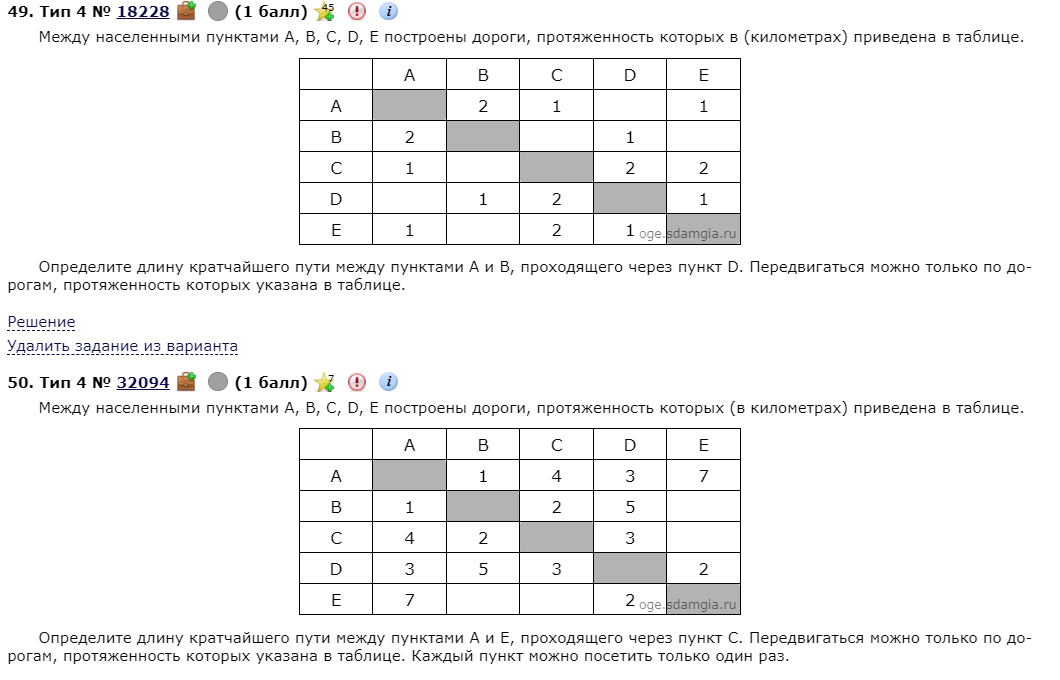 49. Тип 4 № 18228 (1 балл) 45
Между населенными пунктами A, B, C, D, E построены дороги, протяженность которых в (километрах) приведена в таблице.
A B C D E
A 2 1 1
B 2 1
C 1 2 2
D 1 2 1
E 1 2 1 oge.sdamgia.ru
Определите длину кратчайшего пути между пунктами A и B, проходящего через пункт D. Передвигаться можно только по до-
рогам, протяженность которых указана в таблице.
Решение
Удалить задание из варианта
50. Тип 4 № 32094 (1 балл) 7
Между населенными пунктами A, B, C, D, E построены дороги, протяженность которых (в километрах) приведена в таблице.
A B C D E
A 1 4 3 7
B 1 2 5
C 4 2 3
D 3 5 3 2
E 7 2 oge.sdamgia.ru
Определите длину кратчайшего пути между пунктами A и E, проходящего через пункт C. Передвигаться можно только по до-
рогам, протяженность которых указана в таблице. Каждый пункт можно посетить только один раз.